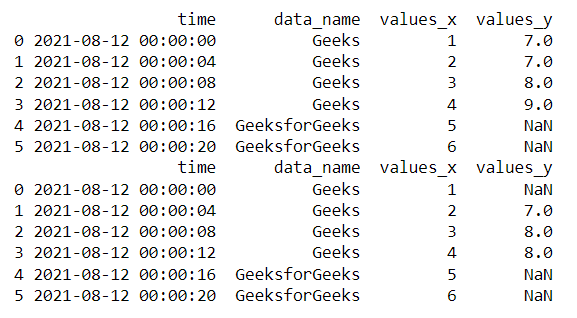 time      data_name  values_x  values_y
0 2021-08-12 00:00:00          Geeks         1       7.0
1 2021-08-12 00:00:04          Geeks         2       7.0
2 2021-08-12 00:00:08          Geeks         3       8.0
3 2021-08-12 00:00:12          Geeks         4       9.0
4 2021-08-12 00:00:16  GeeksforGeeks         5       NaN
5 2021-08-12 00:00:20  GeeksforGeeks         6       NaN
                 time      data_name  values_x  values_y
0 2021-08-12 00:00:00          Geeks         1       NaN
1 2021-08-12 00:00:04          Geeks         2       7.0
2 2021-08-12 00:00:08          Geeks         3       8.0
3 2021-08-12 00:00:12          Geeks         4       8.0
4 2021-08-12 00:00:16  GeeksforGeeks         5       NaN
5 2021-08-12 00:00:20  GeeksforGeeks         6       NaN